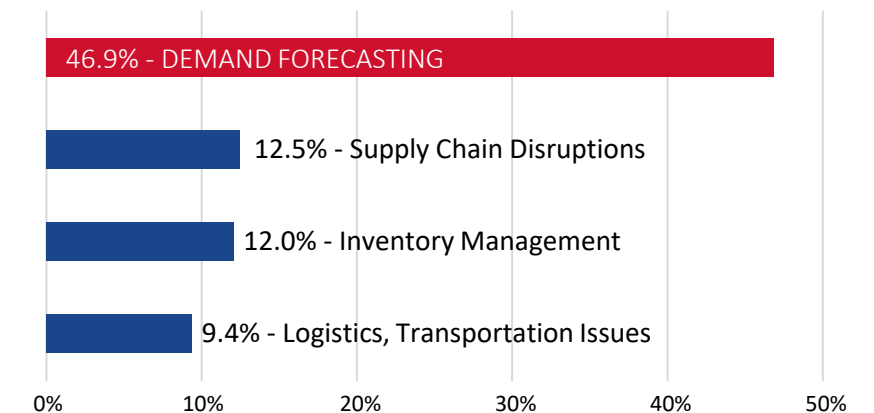 46.9% - DEMAND FORECASTING
12.5% - Supply Chain Disruptions
12.0% - Inventory Management
9.4% - Logistics, Transportation Issues
0% 10% 20% 30% 40% 50%